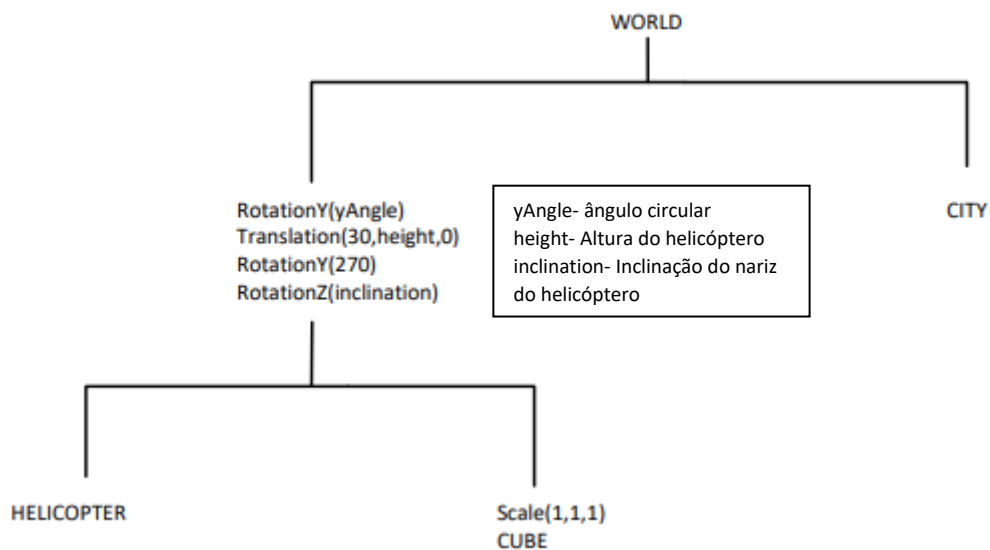 WORLD
RotationY(yAngle)
Translation(30,height,0)
RotationY(270)
RotationZ(inclination)
yAngle- ângulo circular
height- Altura do helicóptero
inclination- Inclinação do nariz
do helicóptero
CITY
HELICOPTER
Scale(1,1,1)
CUBE